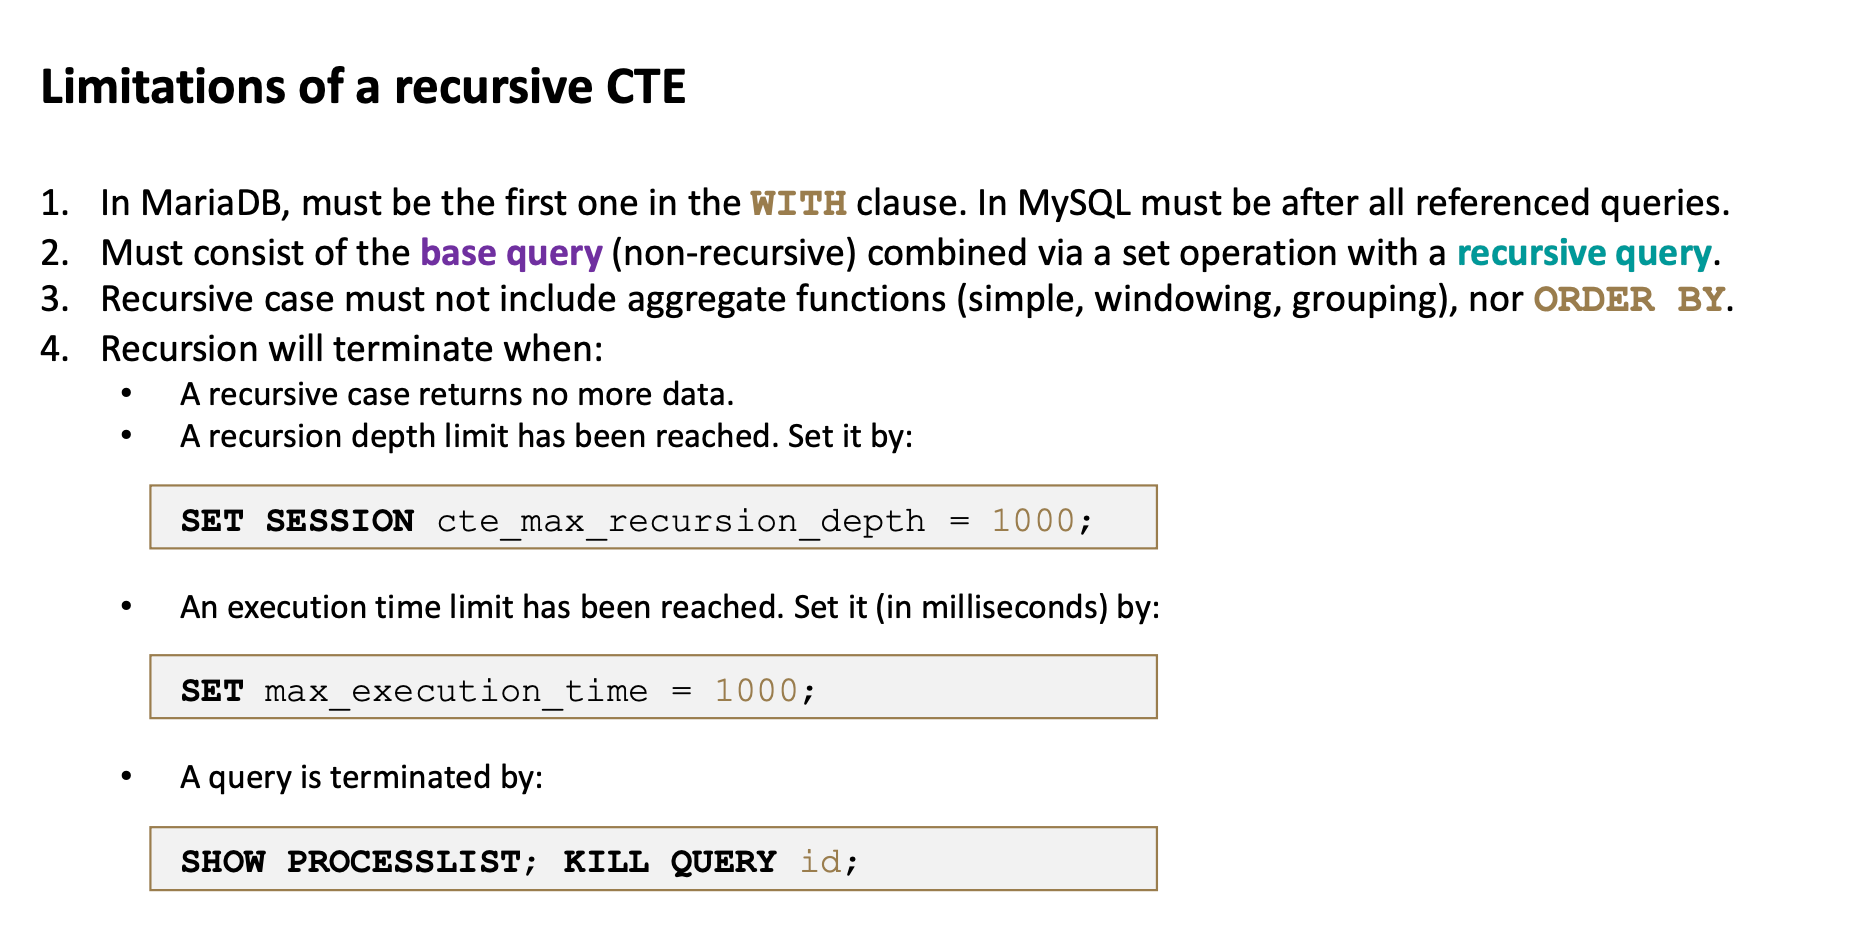 Limitations of a recursive CTE
1. In MariaDB, must be the first one in the WITH clause. In MySQL must be after all referenced queries.
2. Must consist of the base query (non-recursive) combined via a set operation with a recursive query.
3. Recursive case must not include aggregate functions (simple, windowing, grouping), nor ORDER BY.
4. Recursion will terminate when:
• A recursive case returns no more data.
• A recursion depth limit has been reached. Set it by:
SET SESSION cte_max_recursion_depth = 1000;
• An execution time limit has been reached. Set it (in milliseconds) by:
SET max_execution_time = 1000;
• A query is terminated by:
SHOW PROCESSLIST; KILL QUERY id;